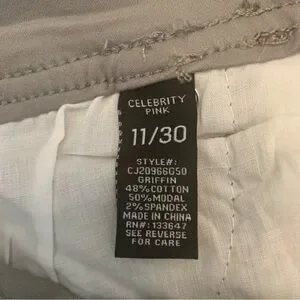 CELEBRITY
PINK
11/30
STYLE#:
CJ20966Q50
GRIFFIN
48%COTTON
50%MODAL
2%SPANDEX
MADE IN CHINA
RN#:133647
SEE REVERSE
FOR CARE